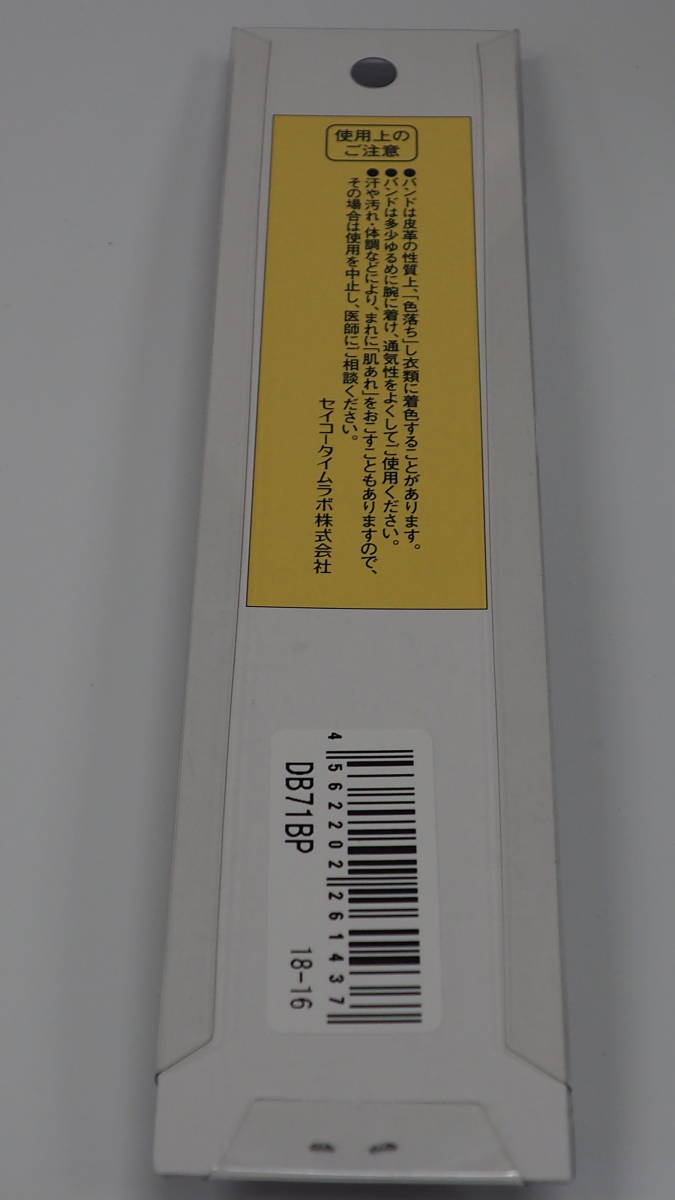 使用上の
ご注意
●バンドは皮革の性質上、「色落ち」し衣類に着色することがあります。
●バンドは多少ゆるめに腕に着け、通気性をよくしてご使用ください。
●汗や汚れ・体調などにより、まれに「肌あれ」をおこすこともありますので、
その場合は使用を中止し、医師にご相談ください。
セイコータイムラボ株式会社
4 562202 261437
DB71BP 18-16